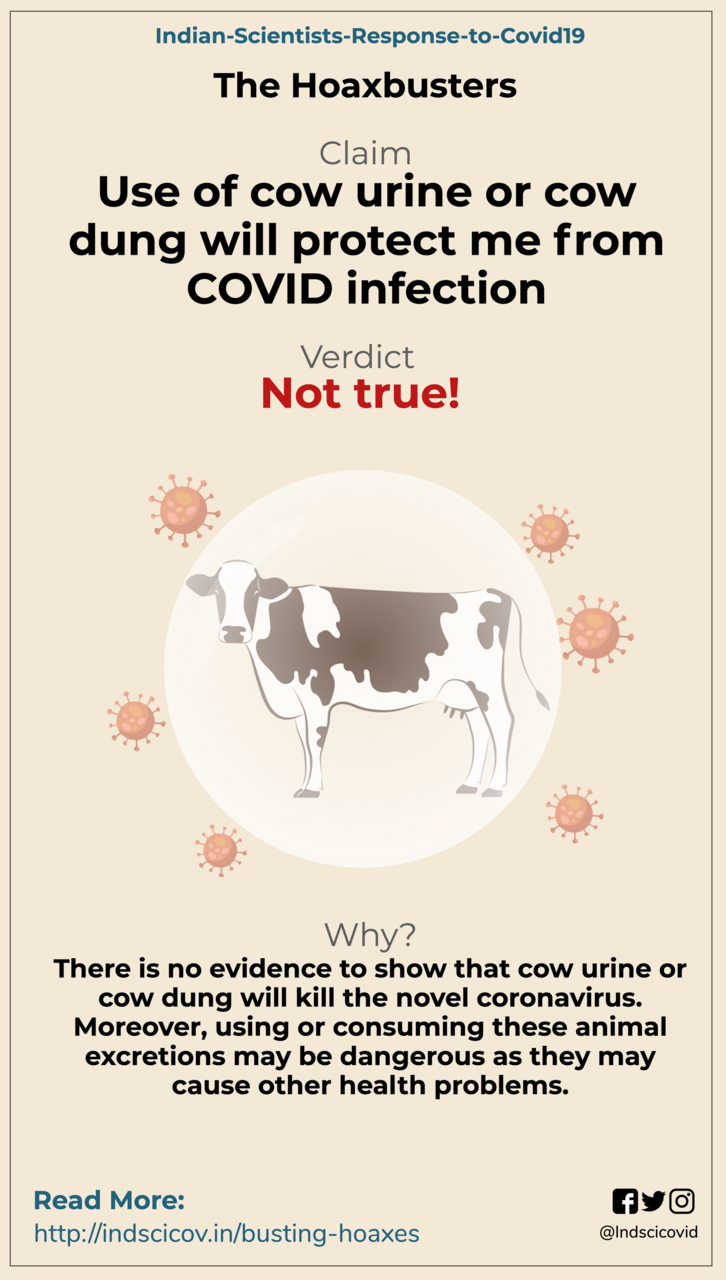 Indian-Scientists-Response-to-Covid19
The Hoaxbusters
Claim
Use of cow urine or cow
dung will protect me from
COVID infection
Verdict
Not true!
Why?
There is no evidence to show that cow urine or
cow dung will kill the novel coronavirus.
Moreover, using or consuming these animal
excretions may be dangerous as they may
cause other health problems.
Read More:
http://indscicov.in/busting-hoaxes
@Indscicovid